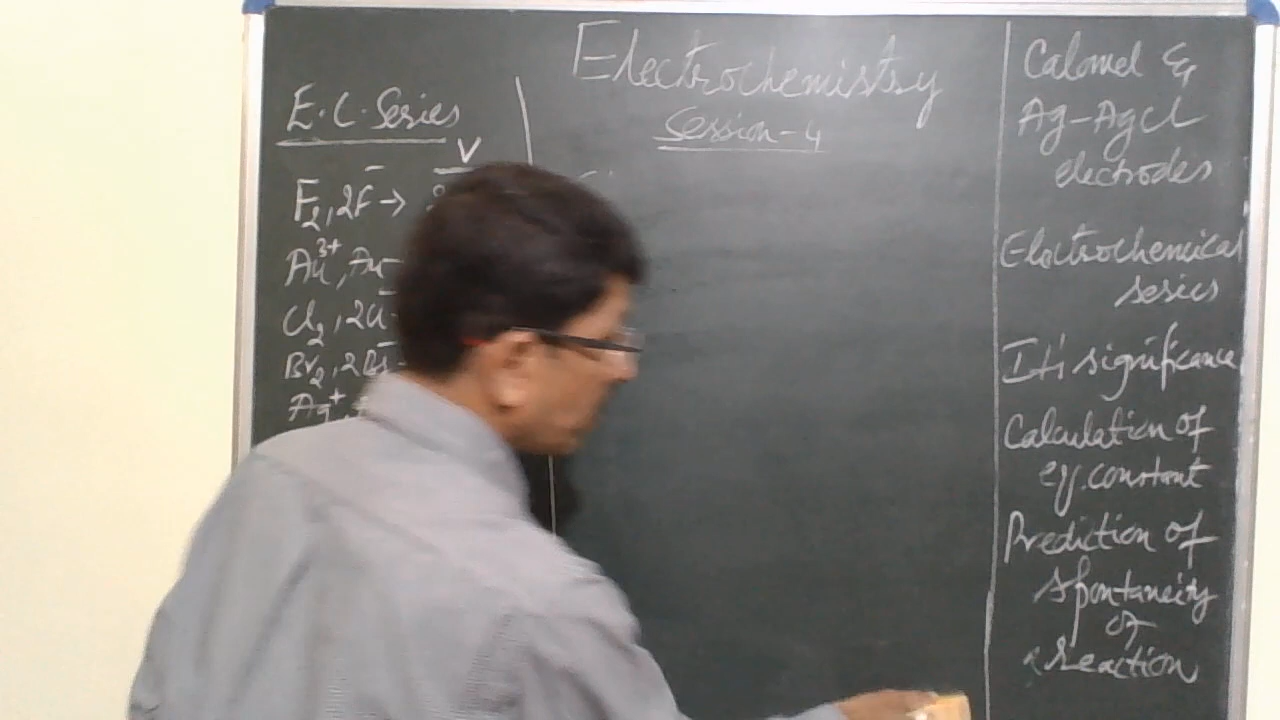 Electrochemistry
Session-4
E.C. Series
V
F₂, 2F⁻ →
Au³⁺, Au
Cl₂, 2Cl⁻
Br₂, 2Br⁻
Ag⁺
Calomel &
Ag-AgCl
electrodes
Electrochemical
series
It's significance
Calculation of
eq. constant
Prediction of
spontaneity
of
reaction